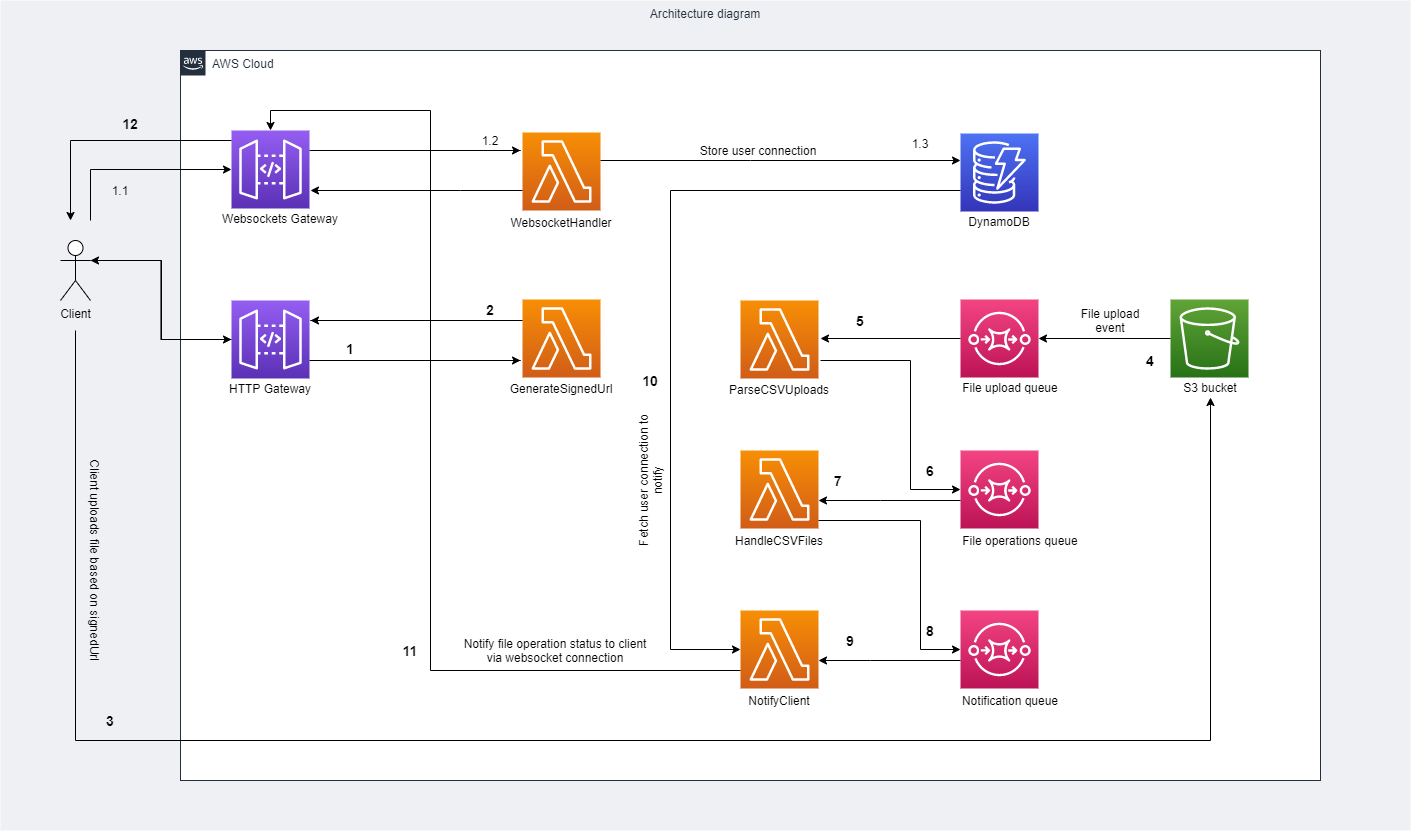 Architecture diagram
aws
AWS Cloud
12
1.1
1.2
Store user connection
1.3
Websockets Gateway
WebsocketHandler
DynamoDB
Client
2
1
HTTP Gateway
GenerateSignedUrl
5
File upload
event
4
ParseCSVUploads
File upload queue
S3 bucket
10
Fetch user connection to
notify
Client uploads file based on signedUrl
6
7
HandleCSVFiles
File operations queue
8
9
11
Notify file operation status to client
via websocket connection
NotifyClient
Notification queue
3